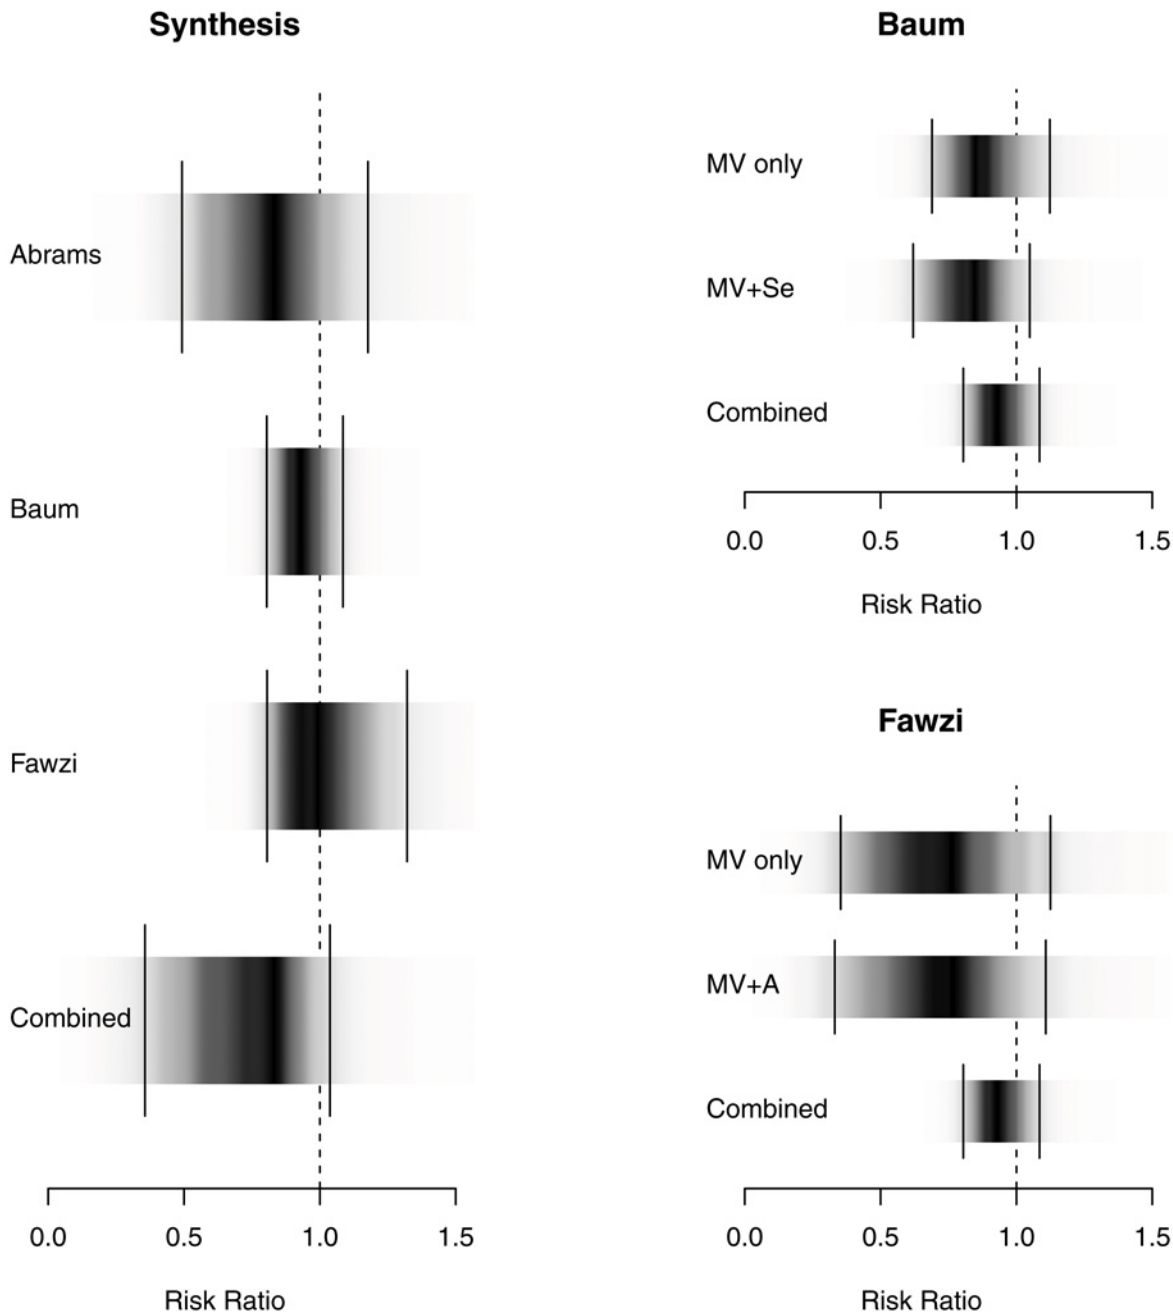 Synthesis
Abrams
Baum
Fawzi
Combined
0.0 0.5 1.0 1.5
Risk Ratio
Baum
MV only
MV+Se
Combined
0.0 0.5 1.0 1.5
Risk Ratio
Fawzi
MV only
MV+A
Combined
0.0 0.5 1.0 1.5
Risk Ratio